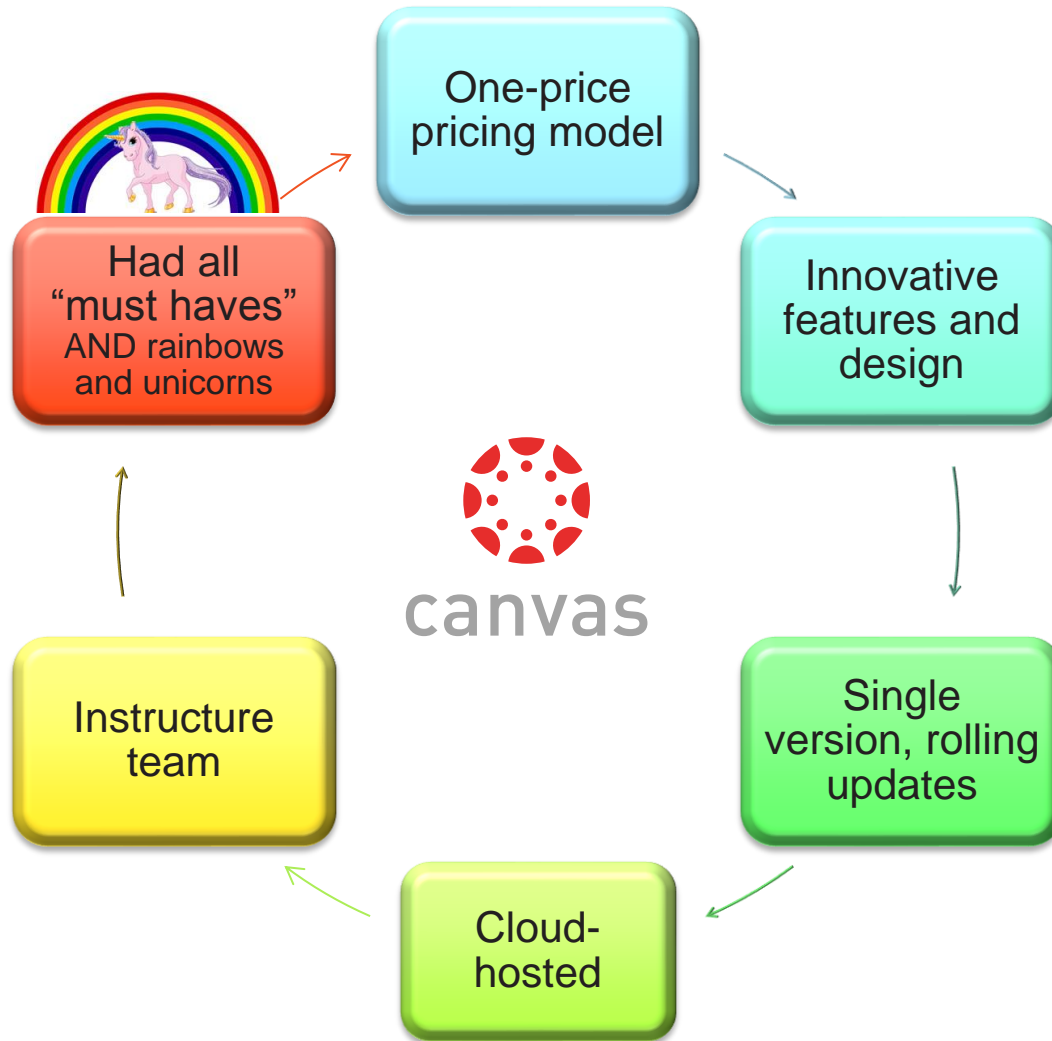 One-price
pricing model
Innovative
features and
design
Single
version, rolling
updates
Cloud-
hosted
Instructure
team
Had all
“must haves”
AND rainbows
and unicorns
canvas